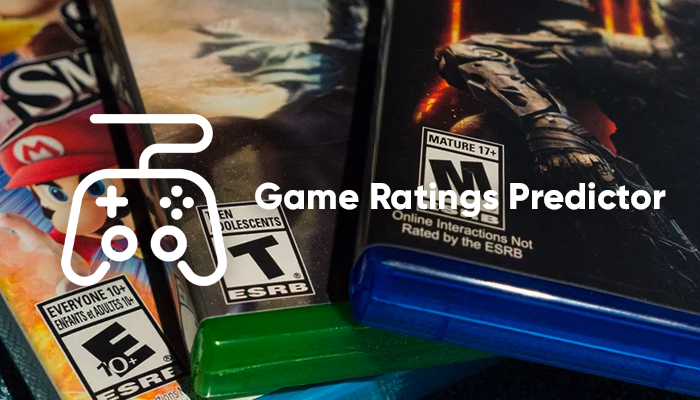 SM
M
Game Ratings Predictor
EVERYONE 10+
ENFANTS et ADULTES 10+
E
10+
ESRB
TEEN
ADOLESCENTS
T
®
ESRB
MATURE 17+
M
®
Online Interactions Not
Rated by the ESRB